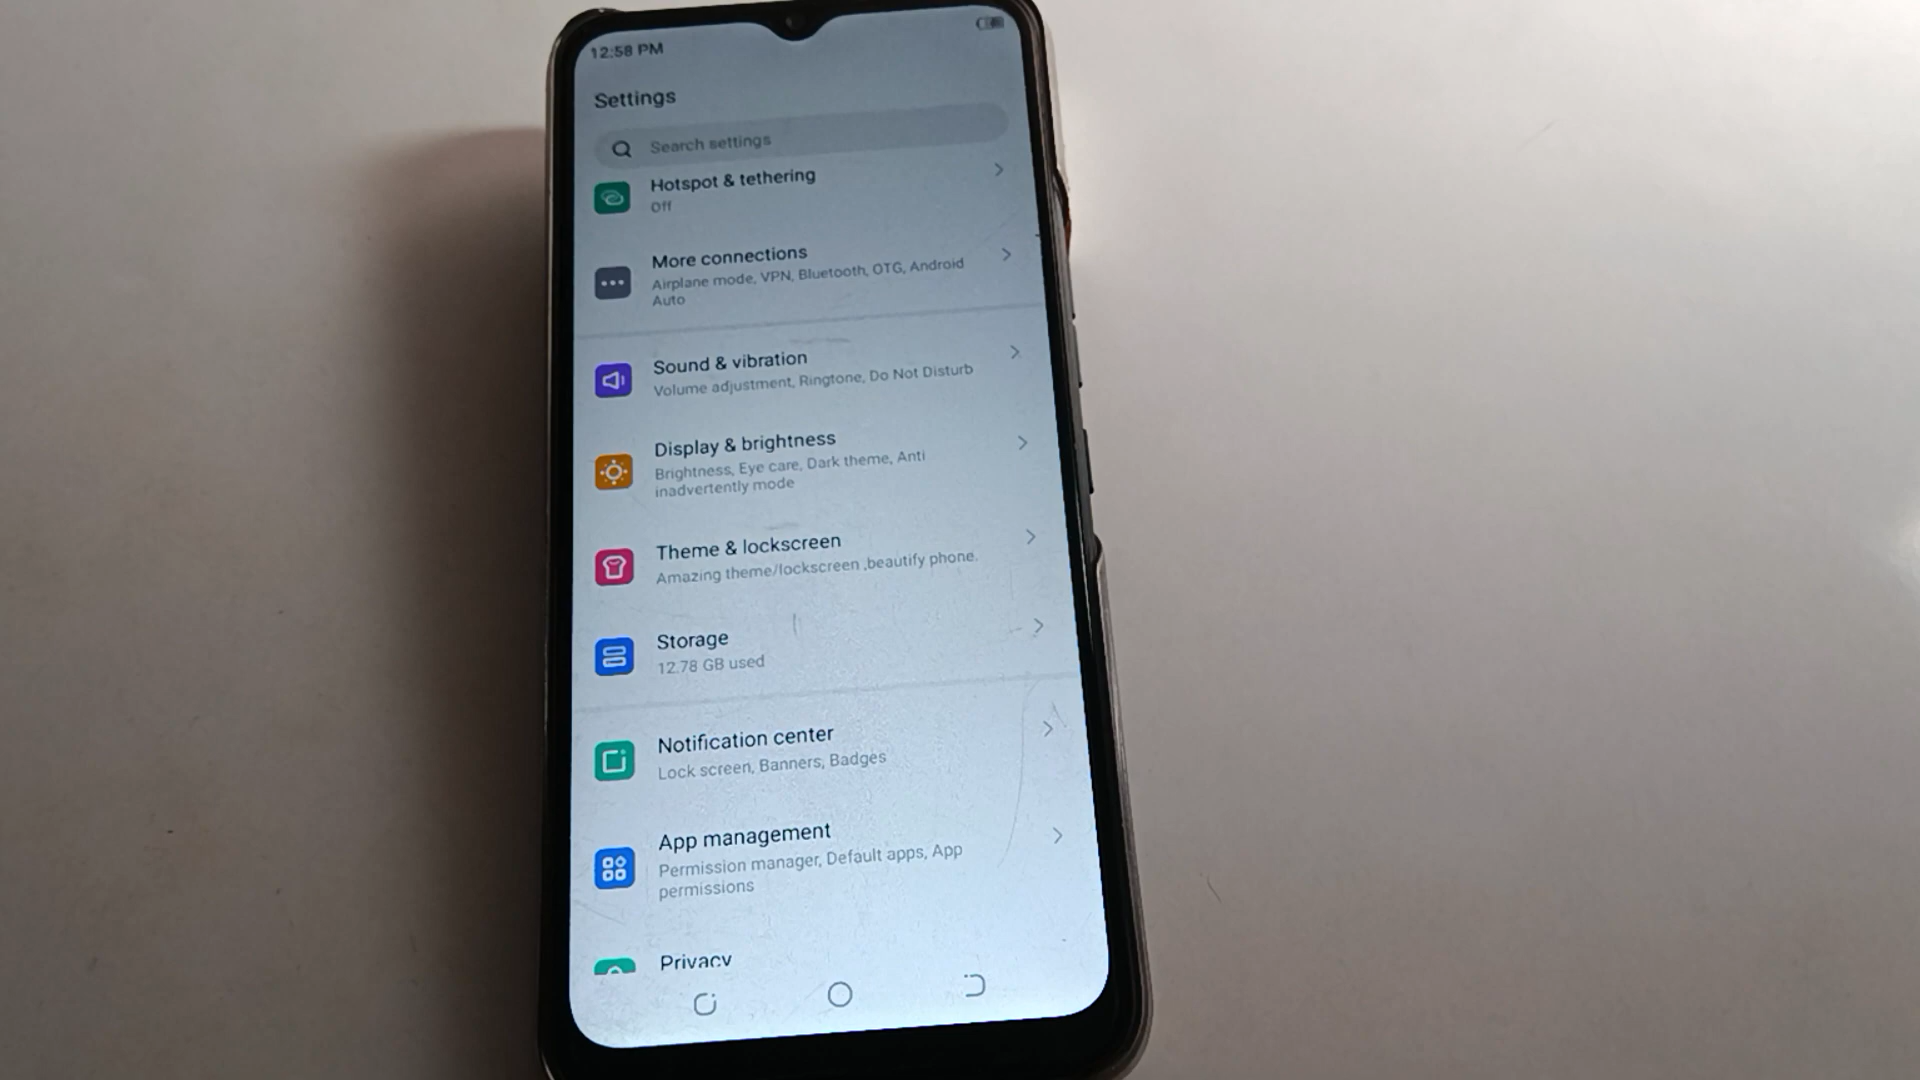 12:58 PM
Settings
Search settings
Hotspot & tethering
Off
More connections
Airplane mode, VPN, Bluetooth, OTG, Android
Auto
Sound & vibration
Volume adjustment, Ringtone, Do Not Disturb
Display & brightness
Brightness, Eye care, Dark theme, Anti
inadvertently mode
Theme & lockscreen
Amazing theme/lockscreen ,beautify phone.
Storage
12.78 GB used
Notification center
Lock screen, Banners, Badges
App management
Permission manager, Default apps, App
permissions
Privacy